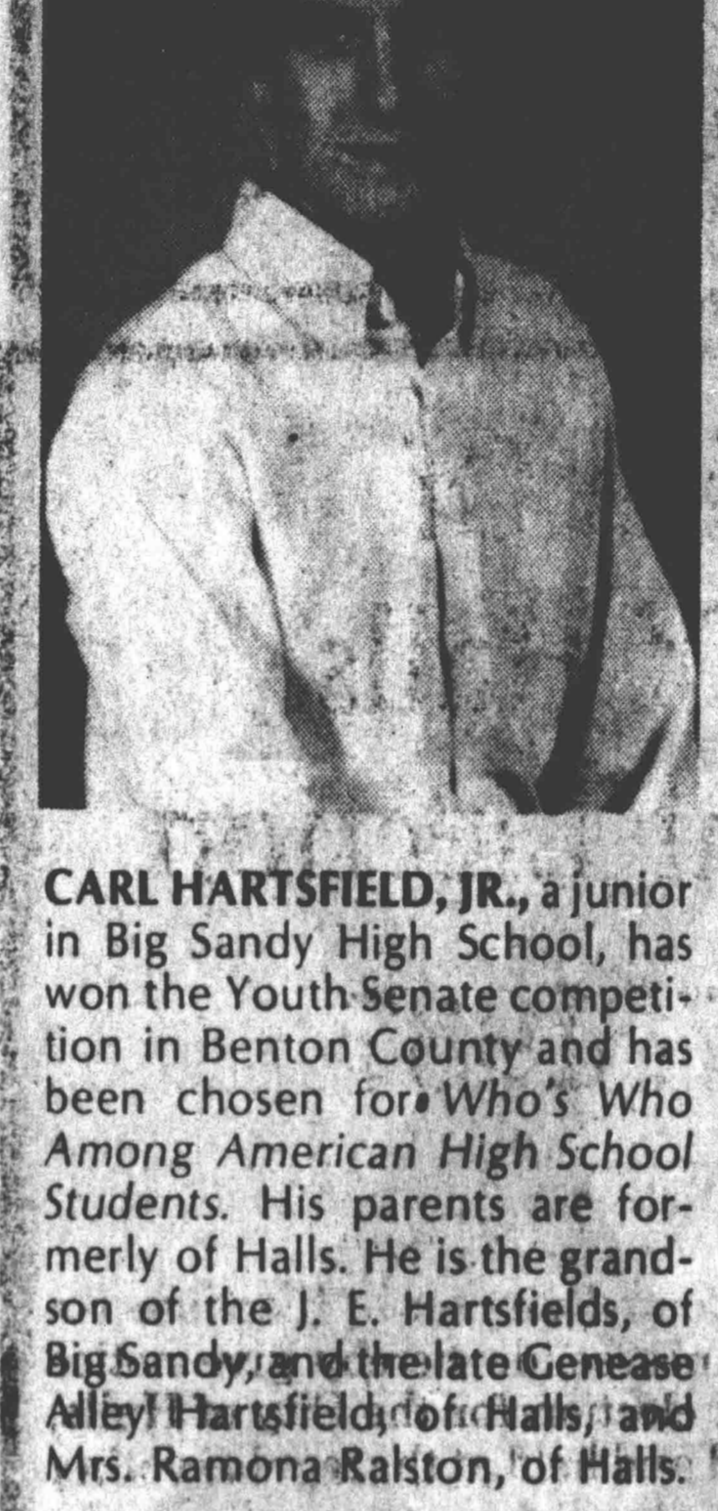 CARL HARTSFIELD, JR., a junior
in Big Sandy High School, has
won the Youth Senate competi-
tion in Benton County and has
been chosen for Who's Who
Among American High School
Students. His parents are for-
merly of Halls. He is the grand-
son of the J. E. Hartsfields, of
Big Sandy, and the late Genease
Alley Hartsfield, of Halls, and
Mrs. Ramona Ralston, of Halls.